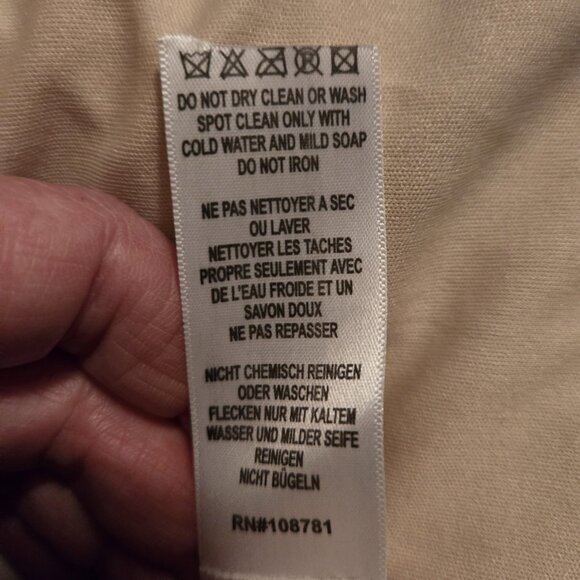 DO NOT DRY CLEAN OR WASH
SPOT CLEAN ONLY WITH
COLD WATER AND MILD SOAP
DO NOT IRON
NE PAS NETTOYER A SEC
OU LAVER
NETTOYER LES TACHES
PROPRE SEULEMENT AVEC
DE L'EAU FROIDE ET UN
SAVON DOUX
NE PAS REPASSER
NICHT CHEMISCH REINIGEN
ODER WASCHEN
FLECKEN NUR MIT KALTEM
WASSER UND MILDER SEIFE
REINIGEN
NICHT BÜGELN
RN#108781